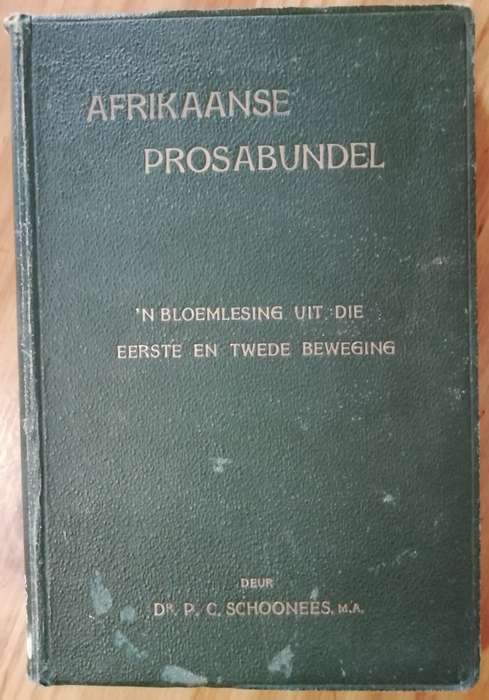 AFRIKAANSE
PROSABUNDEL
'N BLOEMLESING UIT DIE
EERSTE EN TWEDE BEWEGING
DEUR
DR P. C. SCHOONEES, M.A.